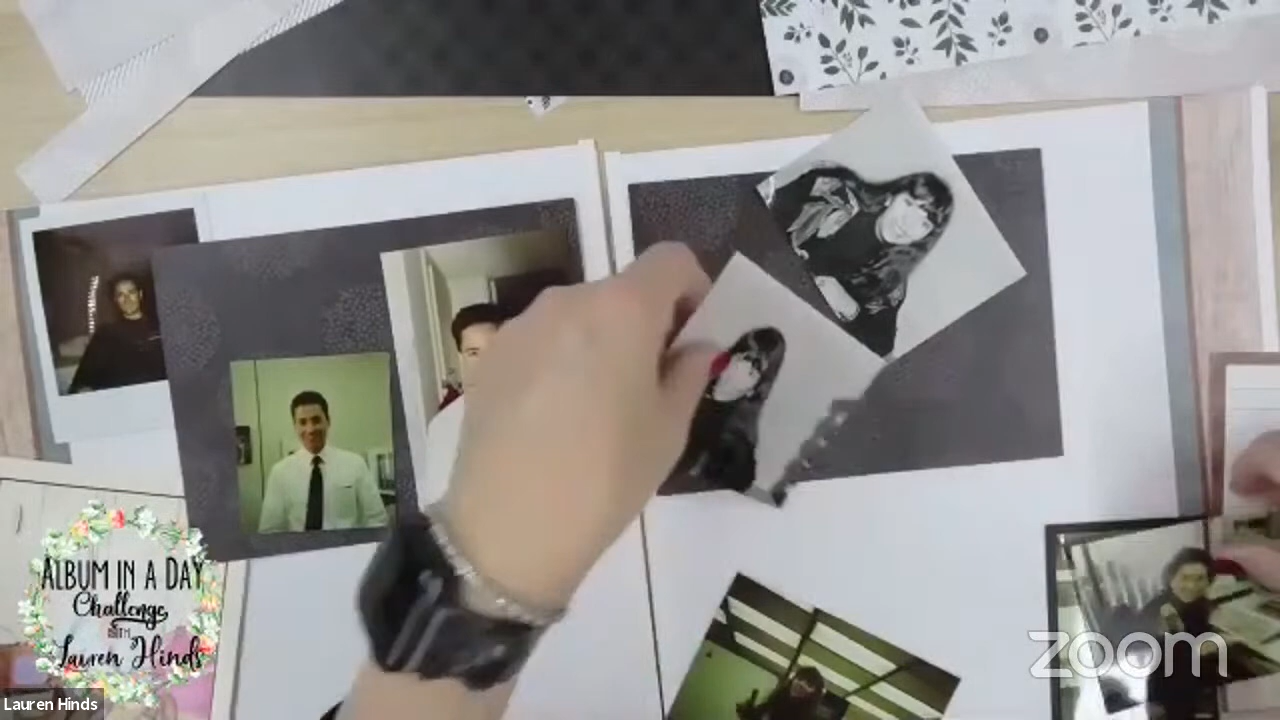 ALBUM IN A DAY
Challenge
WITH
Lauren Hinds
Lauren Hinds
zoom